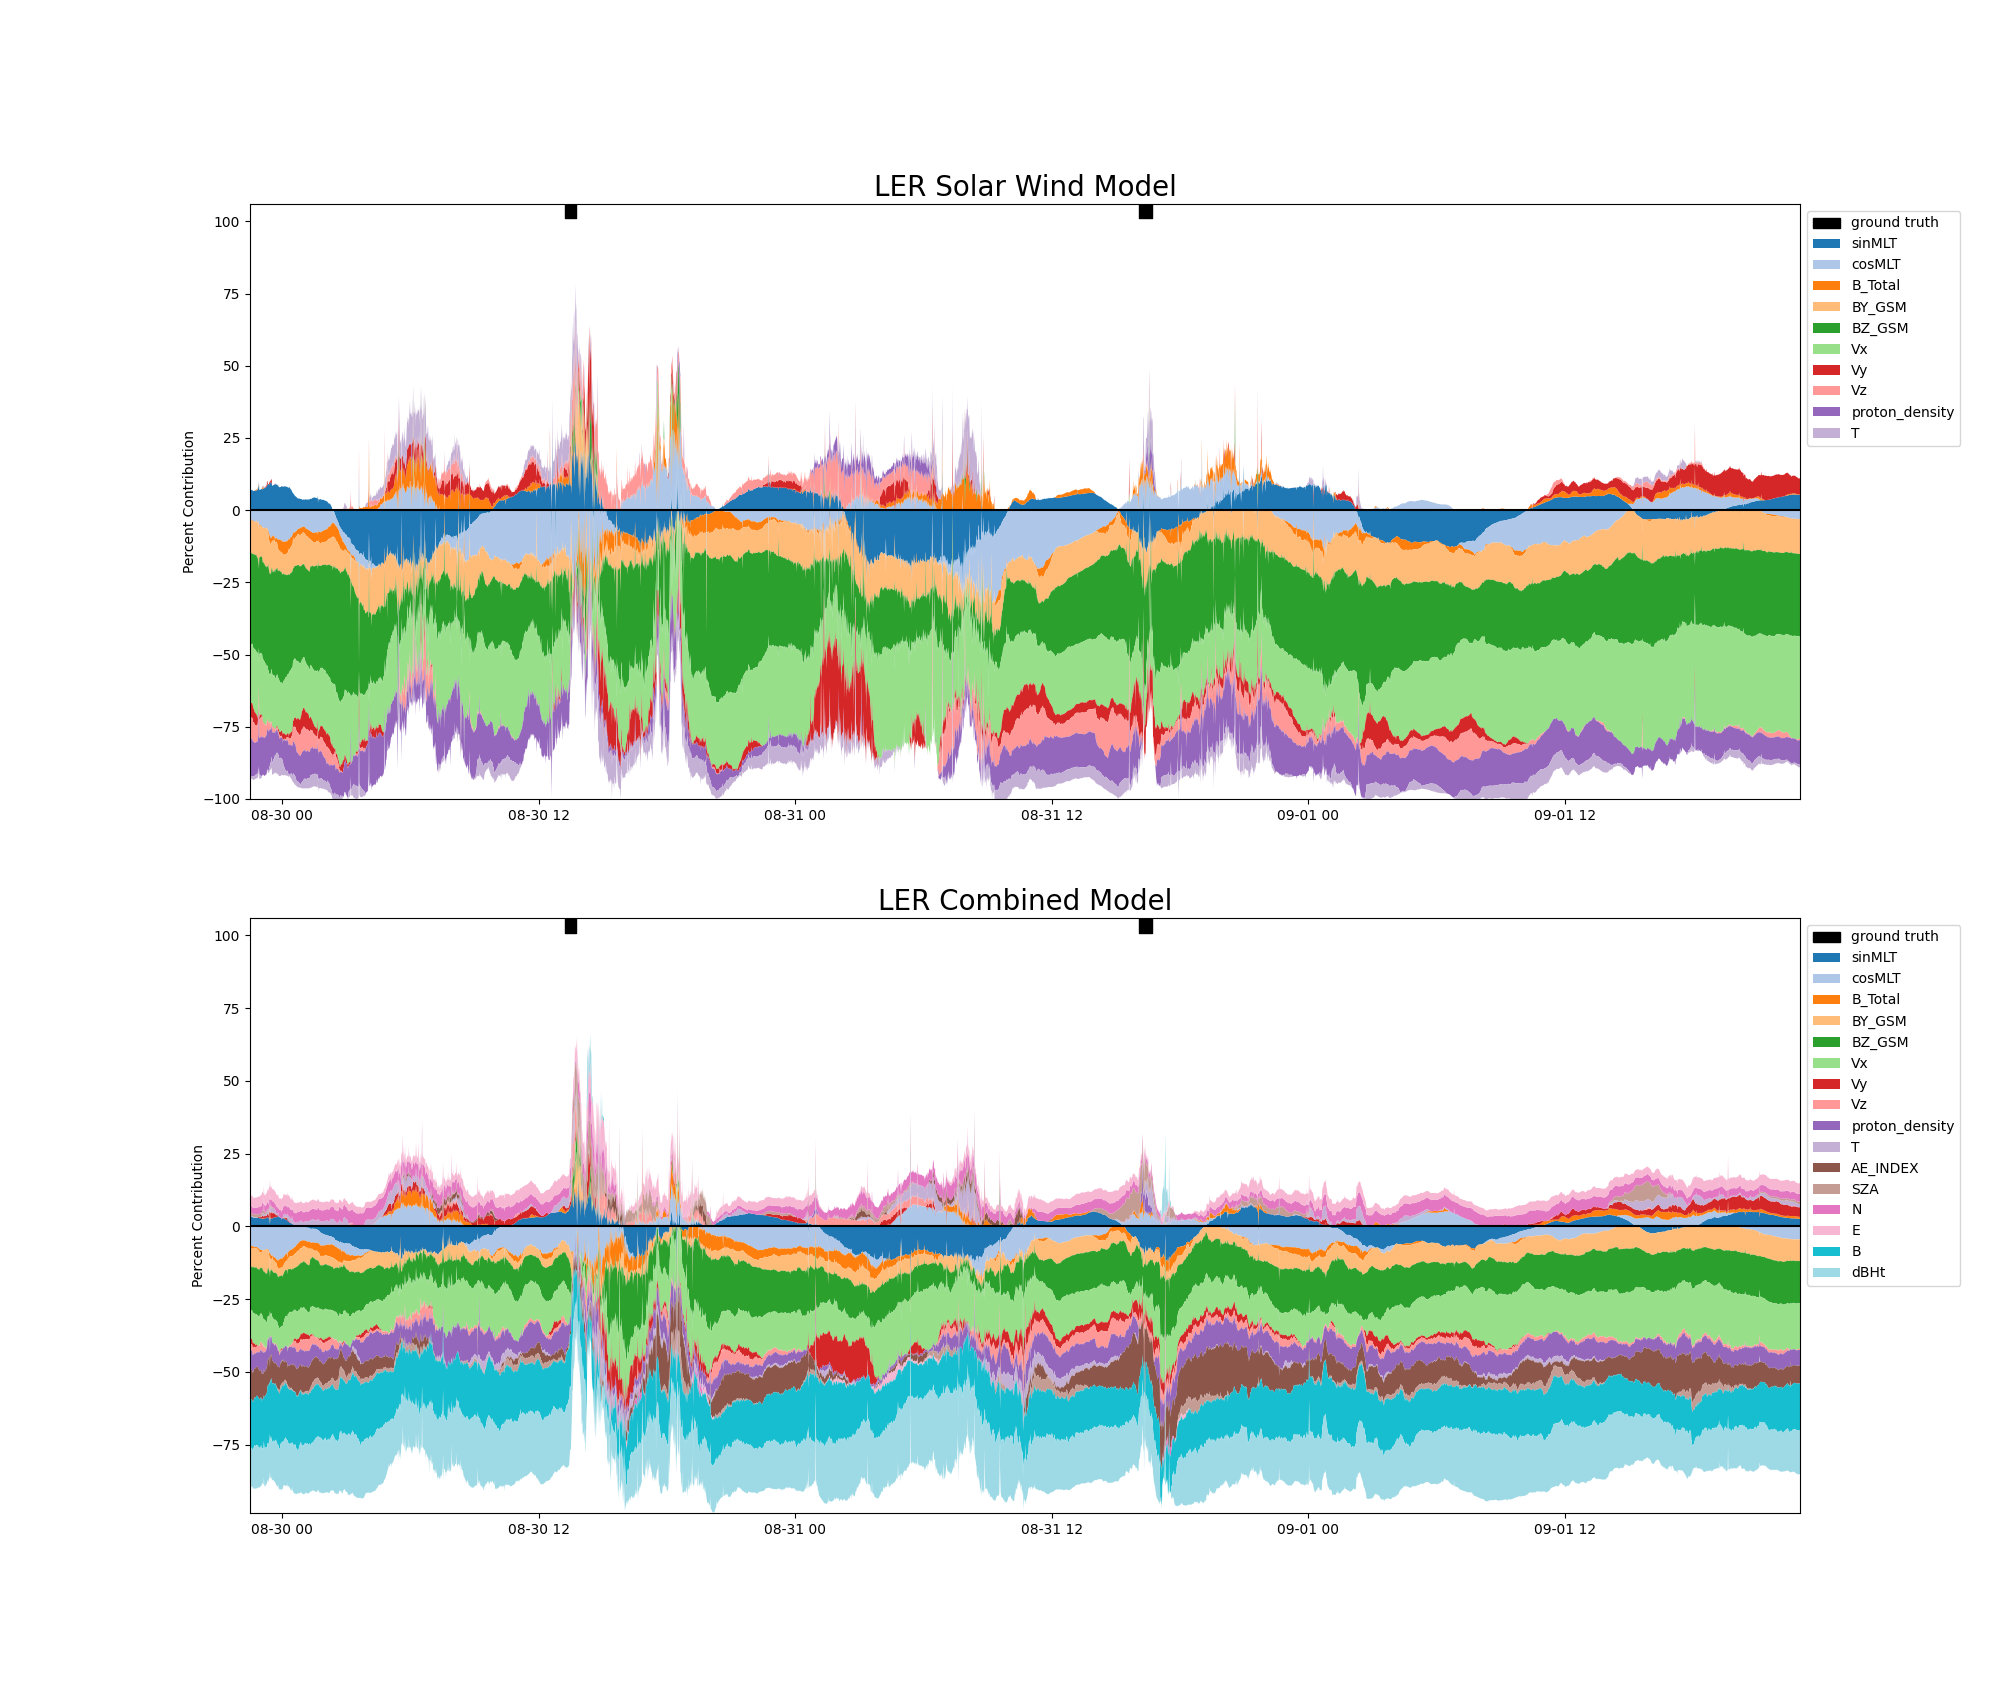 LER Solar Wind Model
100
75
50
25
0
−25
−50
−75
−100
Percent Contribution
08-30 00
08-30 12
08-31 00
08-31 12
09-01 00
09-01 12
ground truth
sinMLT
cosMLT
B_Total
BY_GSM
BZ_GSM
Vx
Vy
Vz
proton_density
T
LER Combined Model
100
75
50
25
0
−25
−50
−75
Percent Contribution
08-30 00
08-30 12
08-31 00
08-31 12
09-01 00
09-01 12
ground truth
sinMLT
cosMLT
B_Total
BY_GSM
BZ_GSM
Vx
Vy
Vz
proton_density
T
AE_INDEX
SZA
N
E
B
dBHt